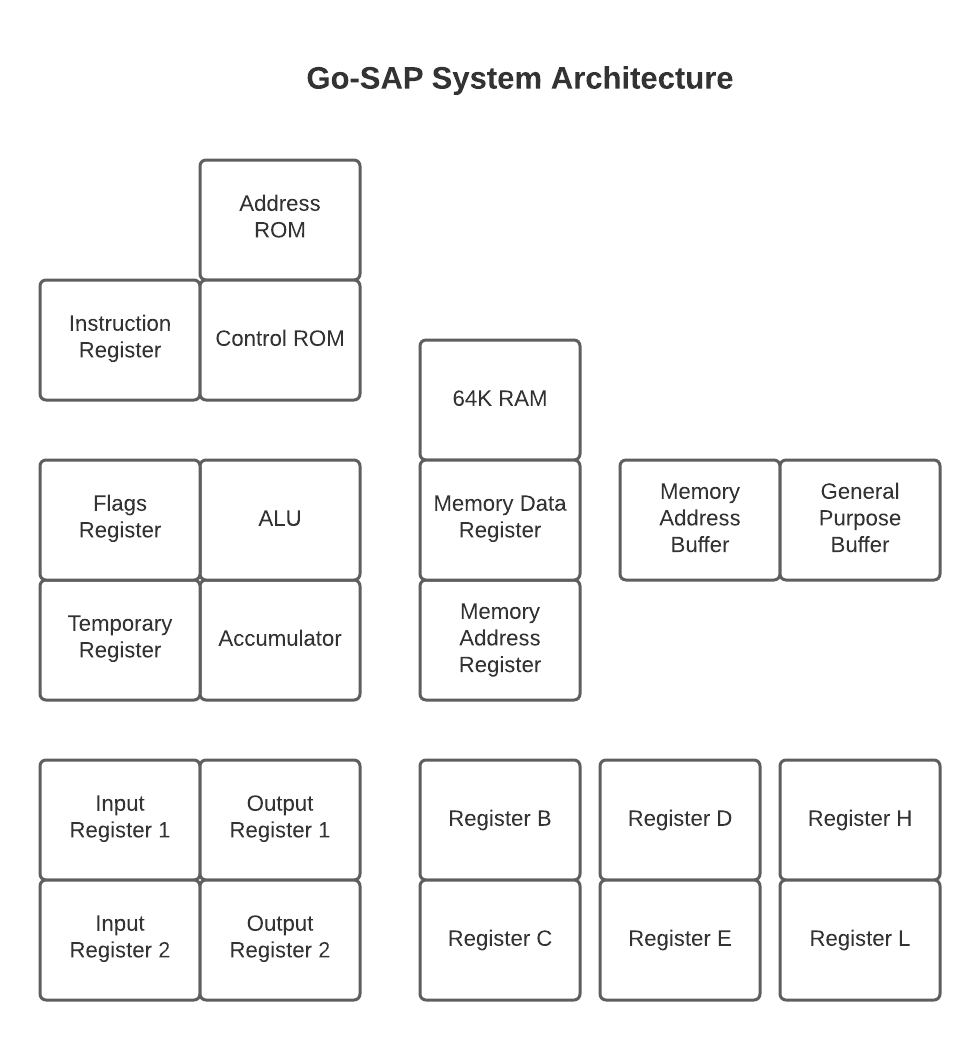 Go-SAP System Architecture
Address
ROM
Instruction
Register
Control ROM
64K RAM
Flags
Register
ALU
Memory Data
Register
Memory
Address
Buffer
General
Purpose
Buffer
Temporary
Register
Accumulator
Memory
Address
Register
Input
Register 1
Output
Register 1
Register B
Register D
Register H
Input
Register 2
Output
Register 2
Register C
Register E
Register L